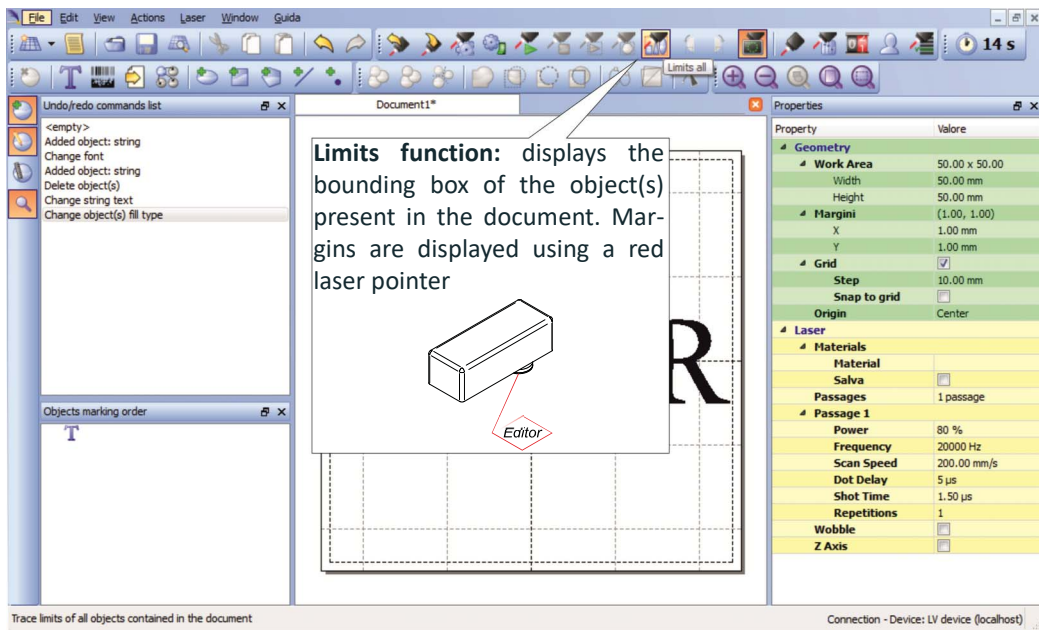 File Edit View Actions Laser Window Guida
14 s
Limits all
Undo/redo commands list
Document1*
Properties
<empty>
Added object: string
Change font
Added object: string
Delete object(s)
Change string text
Change object(s) fill type
Limits function: displays the
bounding box of the object(s)
present in the document. Mar-
gins are displayed using a red
laser pointer
Editor
R
Objects marking order
T
Property Valore
Geometry
Work Area 50.00 x 50.00
Width 50.00 mm
Height 50.00 mm
Margini (1.00, 1.00)
X 1.00 mm
Y 1.00 mm
Grid
Step 10.00 mm
Snap to grid
Origin Center
Laser
Materials
Material
Salva
Passages 1 passage
Passage 1
Power 80 %
Frequency 20000 Hz
Scan Speed 200.00 mm/s
Dot Delay 5 µs
Shot Time 1.50 µs
Repetitions 1
Wobble
Z Axis
Trace limits of all objects contained in the document
Connection - Device: LV device (localhost)